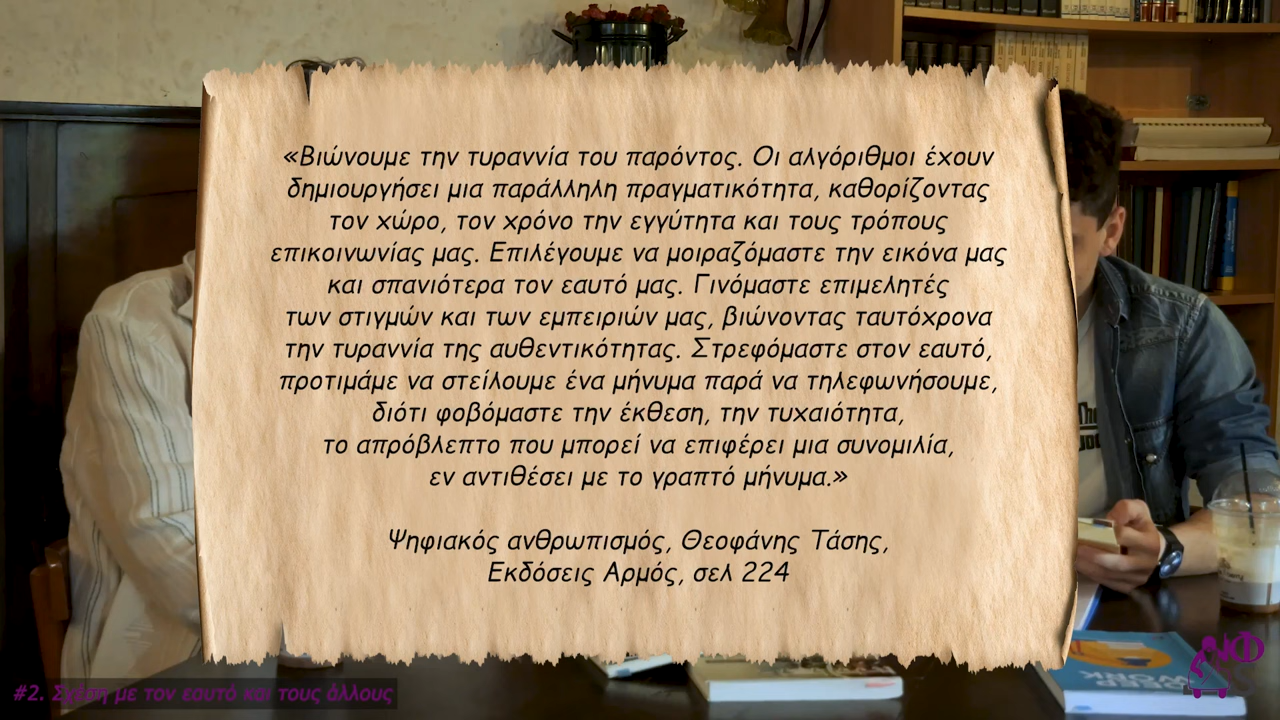 «Βιώνουμε την τυραννία του παρόντος. Οι αλγόριθμοι έχουν
δημιουργήσει μια παράλληλη πραγματικότητα, καθορίζοντας
τον χώρο, τον χρόνο την εγγύτητα και τους τρόπους
επικοινωνίας μας. Επιλέγουμε να μοιραζόμαστε την εικόνα μας
και σπανιότερα τον εαυτό μας. Γινόμαστε επιμελητές
των στιγμών και των εμπειριών μας, βιώνοντας ταυτόχρονα
την τυραννία της αυθεντικότητας. Στρεφόμαστε στον εαυτό,
προτιμάμε να στείλουμε ένα μήνυμα παρά να τηλεφωνήσουμε,
διότι φοβόμαστε την έκθεση, την τυχαιότητα,
το απρόβλεπτο που μπορεί να επιφέρει μια συνομιλία,
εν αντιθέσει με το γραπτό μήνυμα.»
Ψηφιακός ανθρωπισμός, Θεοφάνης Τάσης,
Εκδόσεις Αρμός, σελ 224
#2. Σχέση με τον εαυτό και τους άλλους